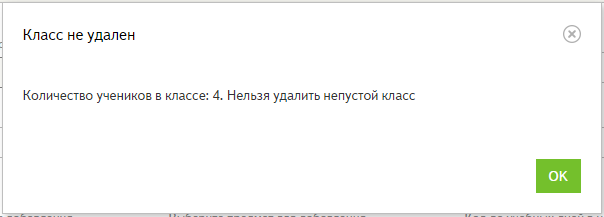 Класс не удален
Количество учеников в классе: 4. Нельзя удалить непустой класс
OK